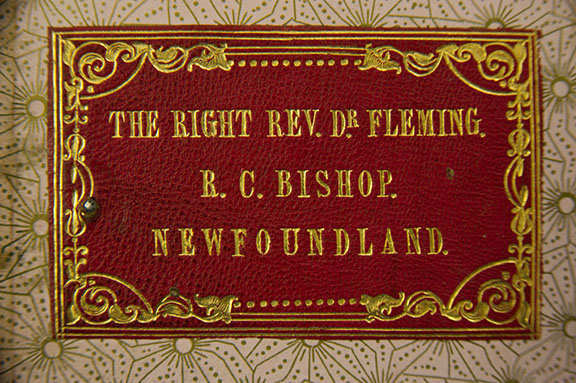 THE RIGHT REV. DR FLEMING.
R. C. BISHOP.
NEWFOUNDLAND.